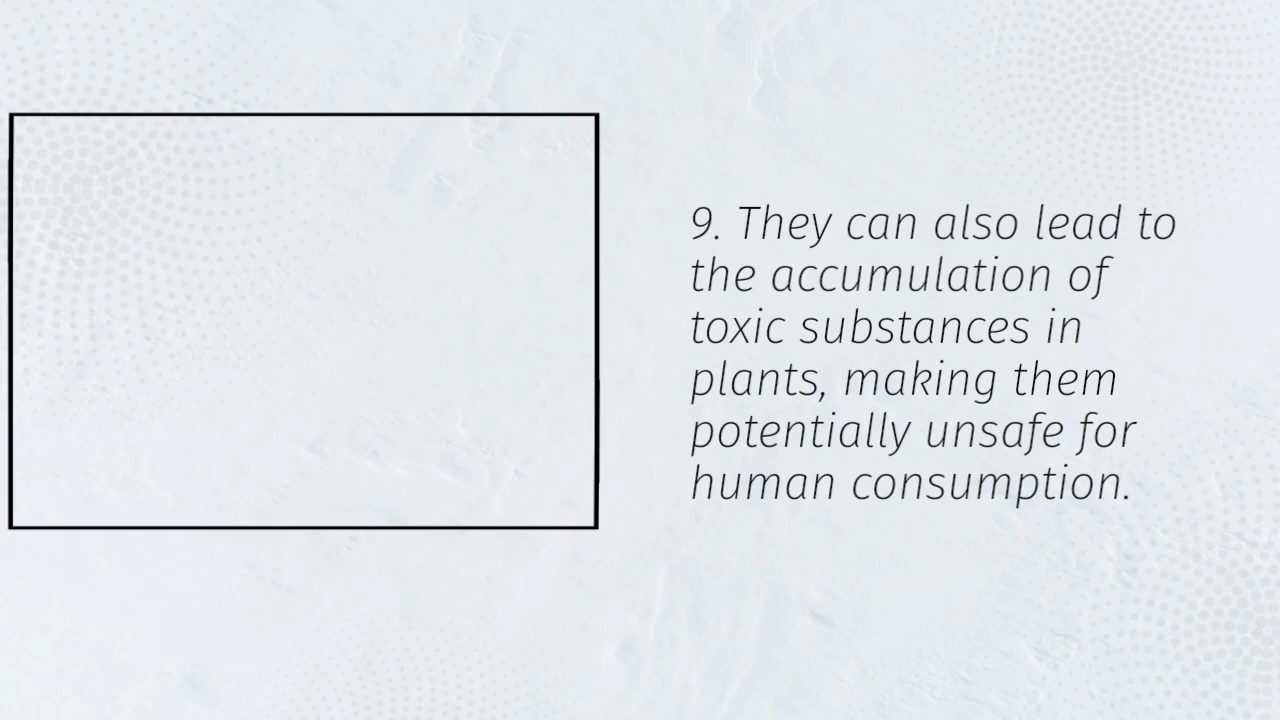 9. They can also lead to
the accumulation of
toxic substances in
plants, making them
potentially unsafe for
human consumption.